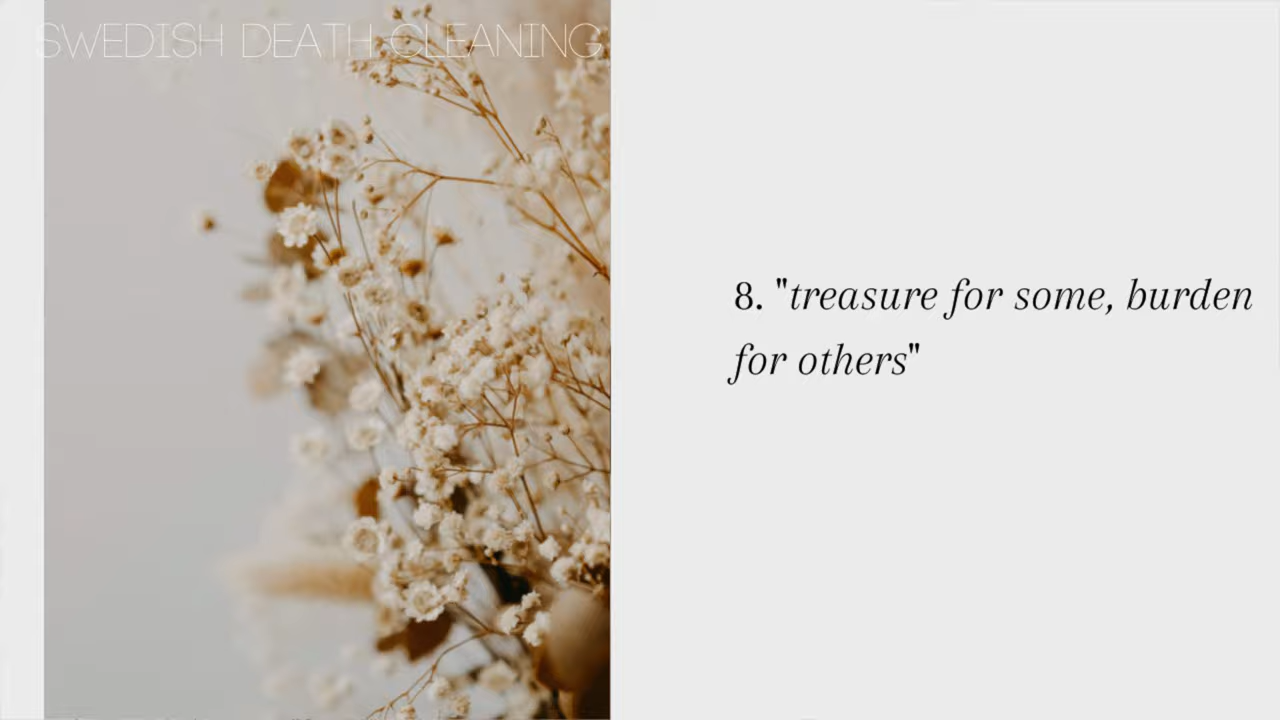 SWEDISH DEATH CLEANING
8. "treasure for some, burden
for others"